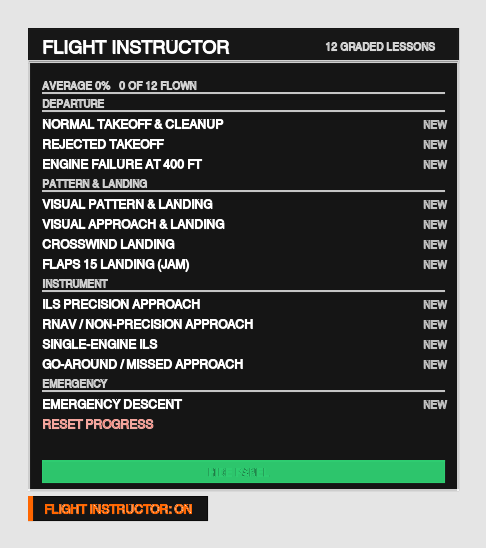 FLIGHT INSTRUCTOR
12 GRADED LESSONS
AVERAGE 0% 0 OF 12 FLOWN
DEPARTURE
NORMAL TAKEOFF & CLEANUP NEW
REJECTED TAKEOFF NEW
ENGINE FAILURE AT 400 FT NEW
PATTERN & LANDING
VISUAL PATTERN & LANDING NEW
VISUAL APPROACH & LANDING NEW
CROSSWIND LANDING NEW
FLAPS 15 LANDING (JAM) NEW
INSTRUMENT
ILS PRECISION APPROACH NEW
RNAV / NON-PRECISION APPROACH NEW
SINGLE-ENGINE ILS NEW
GO-AROUND / MISSED APPROACH NEW
EMERGENCY
EMERGENCY DESCENT NEW
RESET PROGRESS
FLIGHT INSTRUCTOR: ON